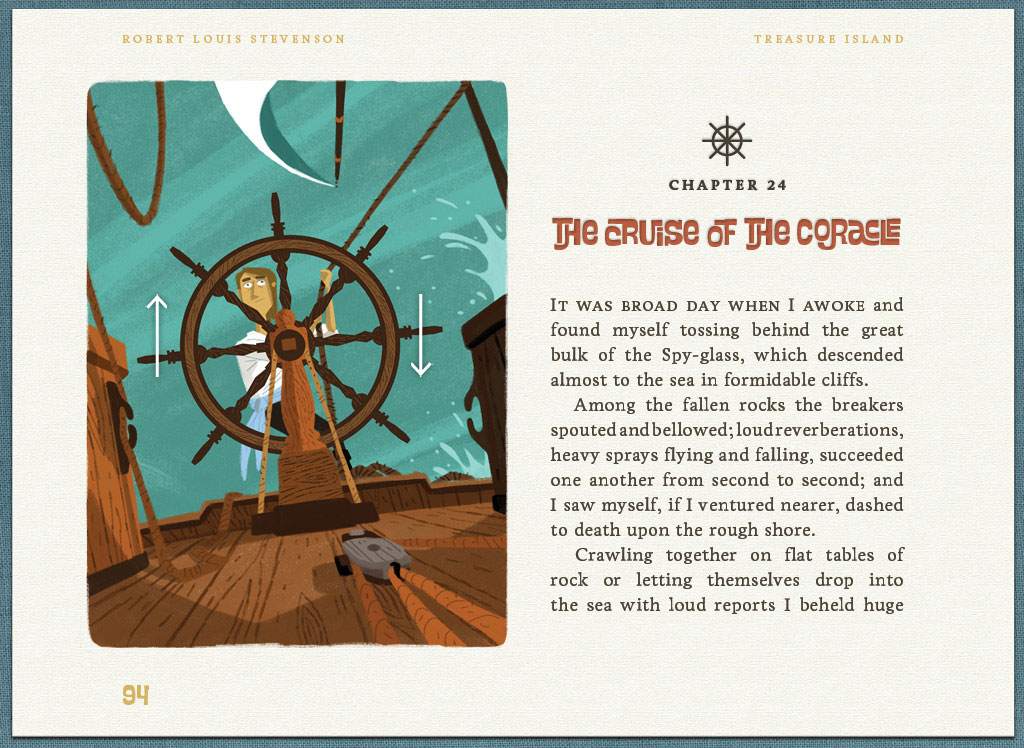 ROBERT LOUIS STEVENSON
TREASURE ISLAND
CHAPTER 24
THE CRUISE OF THE CORACLE
IT WAS BROAD DAY WHEN I AWOKE and
found myself tossing behind the great
bulk of the Spy-glass, which descended
almost to the sea in formidable cliffs.
Among the fallen rocks the breakers
spouted and bellowed; loud reverberations,
heavy sprays flying and falling, succeeded
one another from second to second; and
I saw myself, if I ventured nearer, dashed
to death upon the rough shore.
Crawling together on flat tables of
rock or letting themselves drop into
the sea with loud reports I beheld huge
94